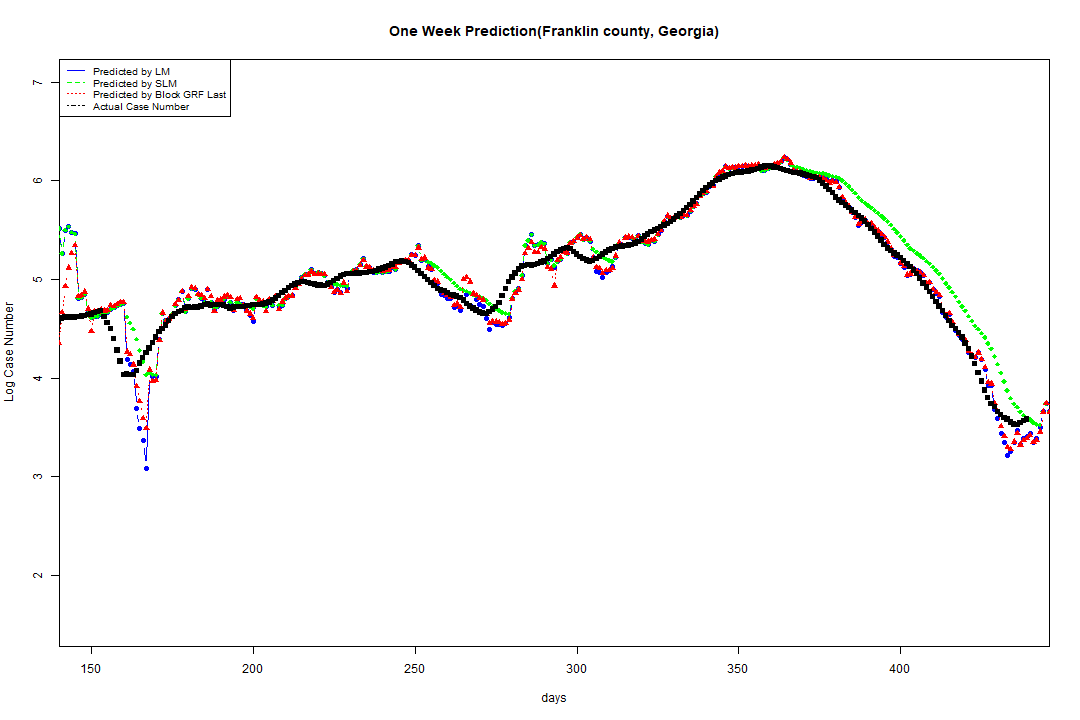 One Week Prediction(Franklin county, Georgia)
Predicted by LM
Predicted by SLM
Predicted by Block GRF Last
Actual Case Number
7
6
5
4
3
2
Log Case Number
150 200 250 300 350 400
days